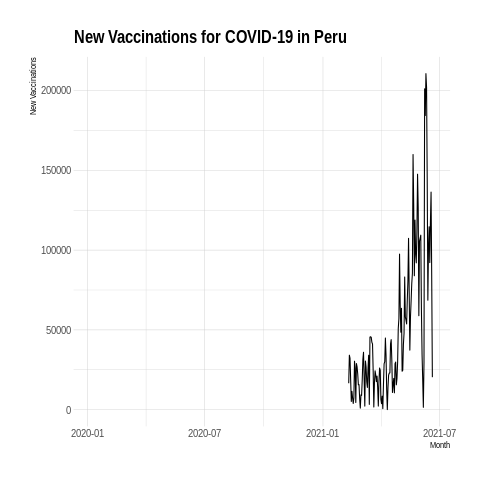 New Vaccinations for COVID-19 in Peru
New Vaccinations
200000
150000
100000
50000
0
2020-01 2020-07 2021-01 2021-07
Month